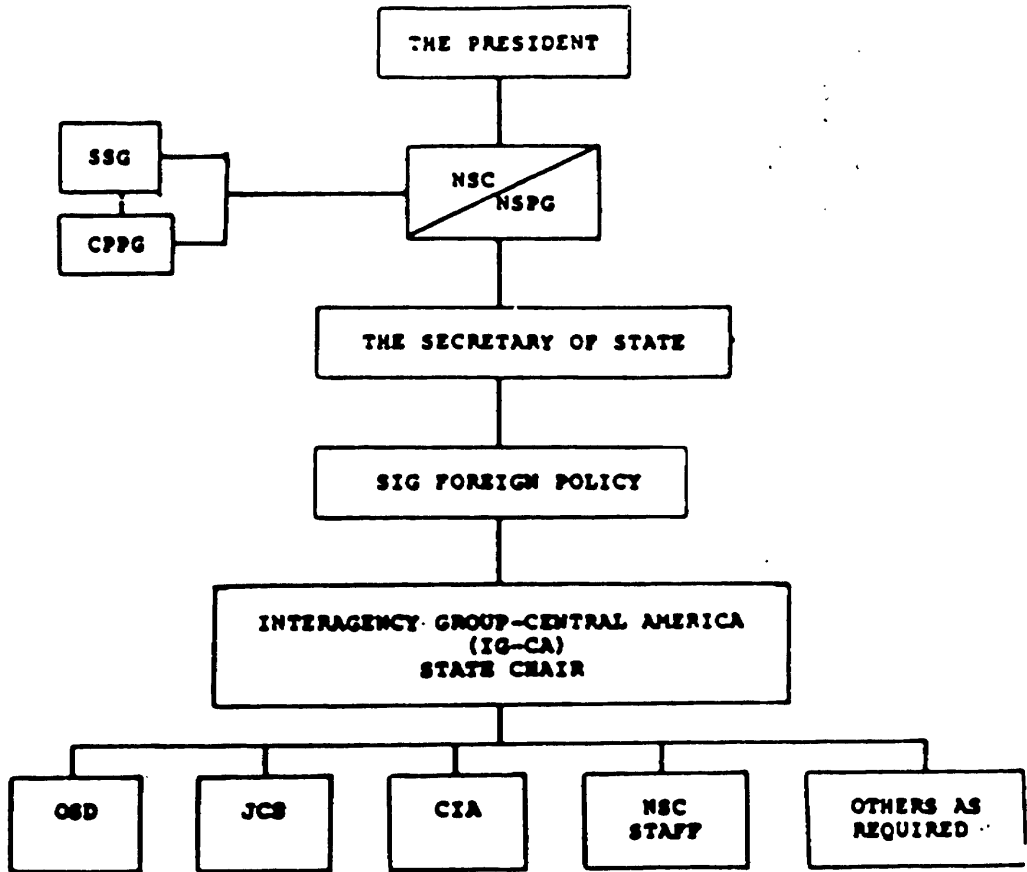 THE PRESIDENT
SSG
NSC
NSPG
CPPG
THE SECRETARY OF STATE
SIG FOREIGN POLICY
INTERAGENCY GROUP-CENTRAL AMERICA
(IG-CA)
STATE CHAIR
OSD
JCS
CIA
NSC
STAFF
OTHERS AS
REQUIRED